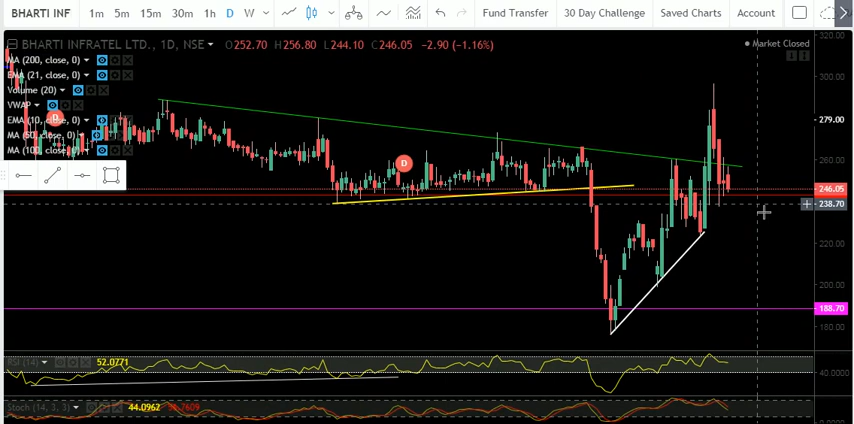 BHARTI INF 1m 5m 15m 30m 1h D W Fund Transfer 30 Day Challenge Saved Charts Account
BHARTI INFRATEL LTD., 1D, NSE O252.70 H256.80 L244.10 C246.05 -2.90 (-1.16%)
Market Closed
MA (200, close, 0)
EMA (21, close, 0)
Volume (20)
VWAP
EMA (10, close, 0)
MA (50, close, 0)
MA (100, close, 0)
D
D
320.00
300.00
279.00
260.00
246.05
238.70
220.00
200.00
188.70
180.00
RSI (14) 52.0771
40.0000
Stoch (14, 3, 3) 44.0962
0.0000